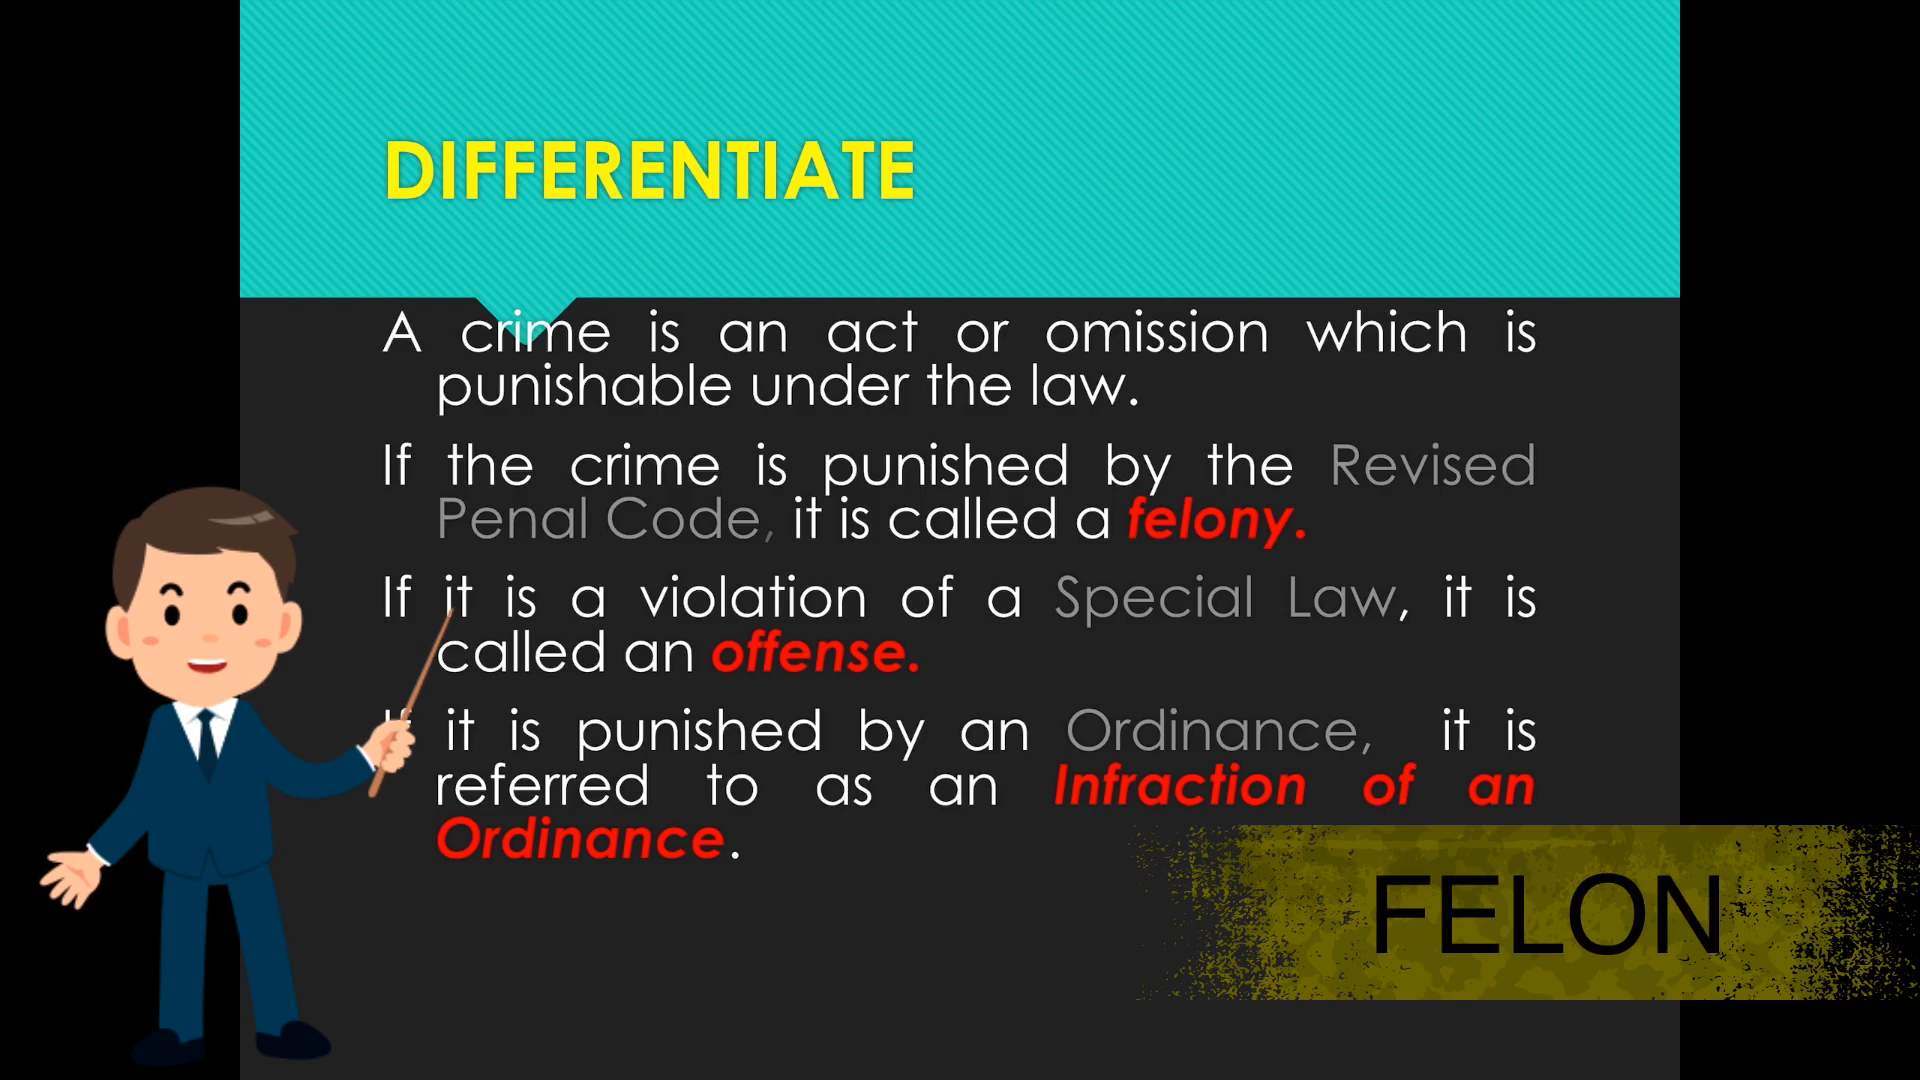 DIFFERENTIATE
A crime is an act or omission which is
punishable under the law.
If the crime is punished by the Revised
Penal Code, it is called a felony.
If it is a violation of a Special Law, it is
called an offense.
If it is punished by an Ordinance, it is
referred to as an Infraction of an
Ordinance.
FELON